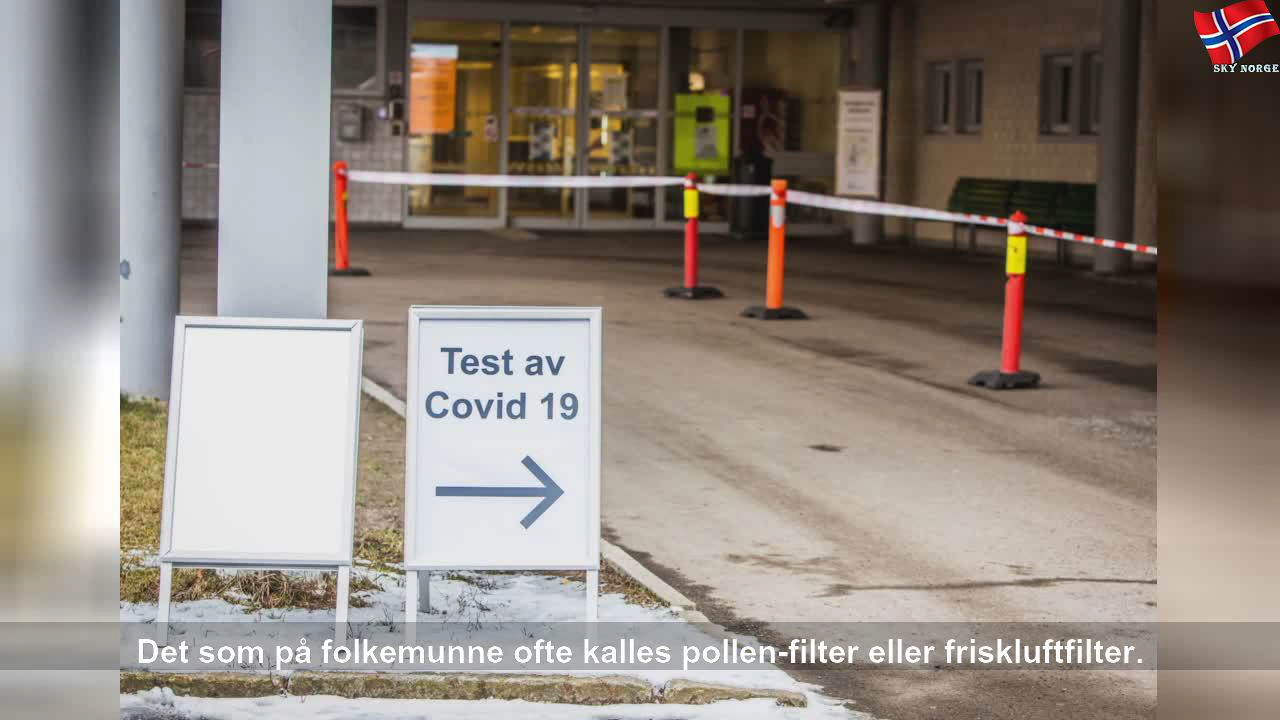 SKY NORGE
Test av
Covid 19
Det som på folkemunne ofte kalles pollen-filter eller friskluftfilter.